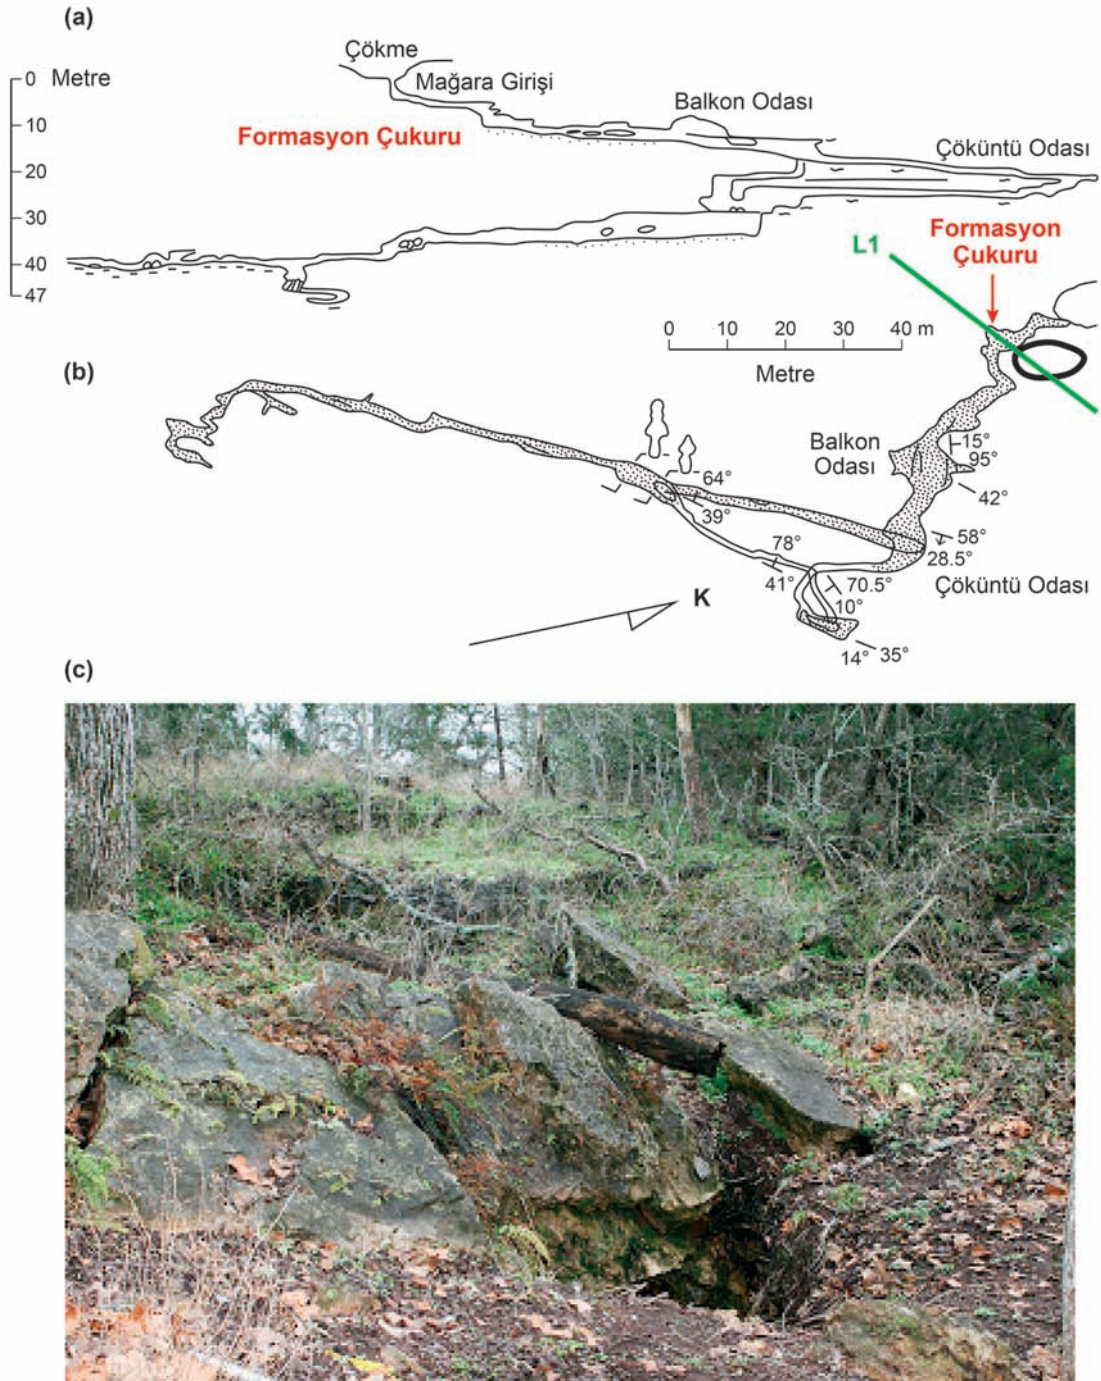 (a)
Çökme
0 Metre
Mağara Girişi
Balkon Odası
10
Formasyon Çukuru
Çöküntü Odası
20
30
Formasyon
Çukuru
L1
40
47
0 10 20 30 40 m
Metre
(b)
Balkon
Odası
15°
95°
64°
42°
39°
58°
78°
28.5°
41°
70.5°
Çöküntü Odası
10°
K
14°
35°
(c)